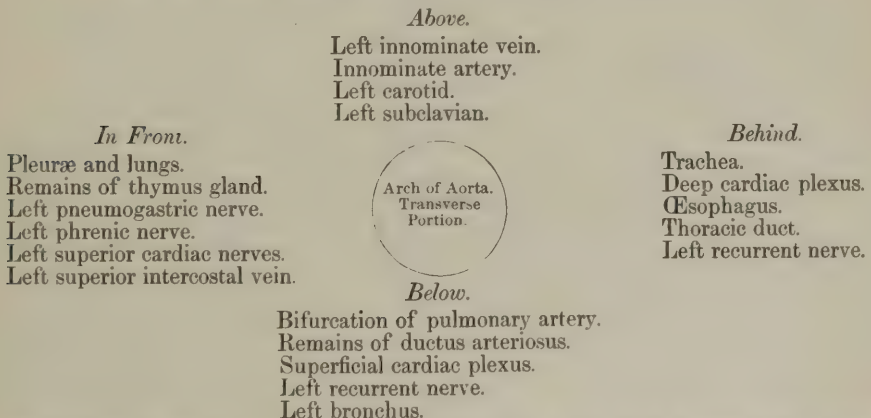 Above.
Left innominate vein.
Innominate artery.
Left carotid.
Left subclavian.
In Front.
Pleuræ and lungs.
Remains of thymus gland.
Left pneumogastric nerve.
Left phrenic nerve.
Left superior cardiac nerves.
Left superior intercostal vein.
Arch of Aorta.
Transverse
Portion.
Behind.
Trachea.
Deep cardiac plexus.
Œsophagus.
Thoracic duct.
Left recurrent nerve.
Below.
Bifurcation of pulmonary artery.
Remains of ductus arteriosus.
Superficial cardiac plexus.
Left recurrent nerve.
Left bronchus.